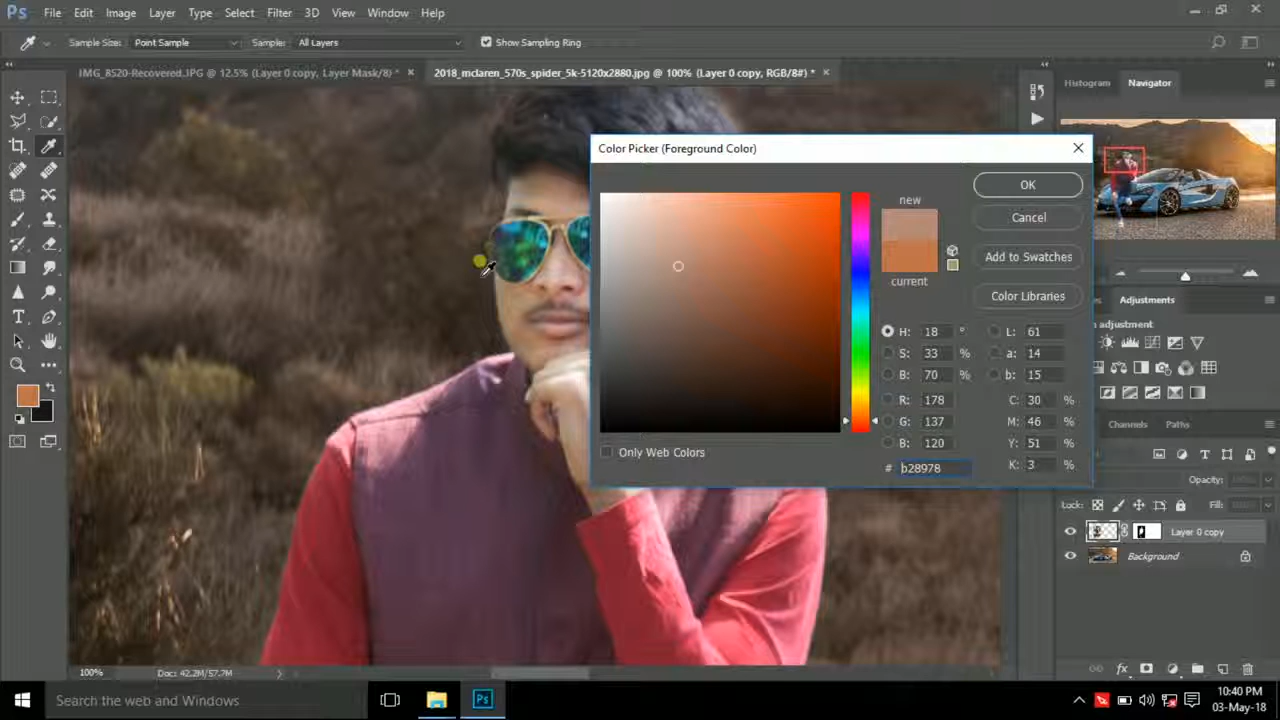 Ps File Edit Image Layer Type Select Filter 3D View Window Help
Sample Size: Point Sample Sample: All Layers Show Sampling Ring
IMG_8520-Recovered.JPG @ 12.5% (Layer 0 copy, Layer Mask/8) * × 2018_mclaren_570s_spider_5k-5120x2880.jpg @ 100% (Layer 0 copy, RGB/8#) * ×
Histogram Navigator
Color Picker (Foreground Color)
new
OK
Cancel
Add to Swatches
current
Color Libraries
Adjustments
adjustment
H: 18 ° L: 61
S: 33 % a: 14
B: 70 % b: 15
R: 178 C: 30 %
G: 137 M: 46 %
B: 120 Y: 51 %
K: 3 %
Only Web Colors
# b28978
Channels Paths
Opacity:
Lock: Fill:
Layer 0 copy
Background
100% Doc: 42.2M/57.7M
Search the web and Windows
Ps
10:40 PM
03-May-18